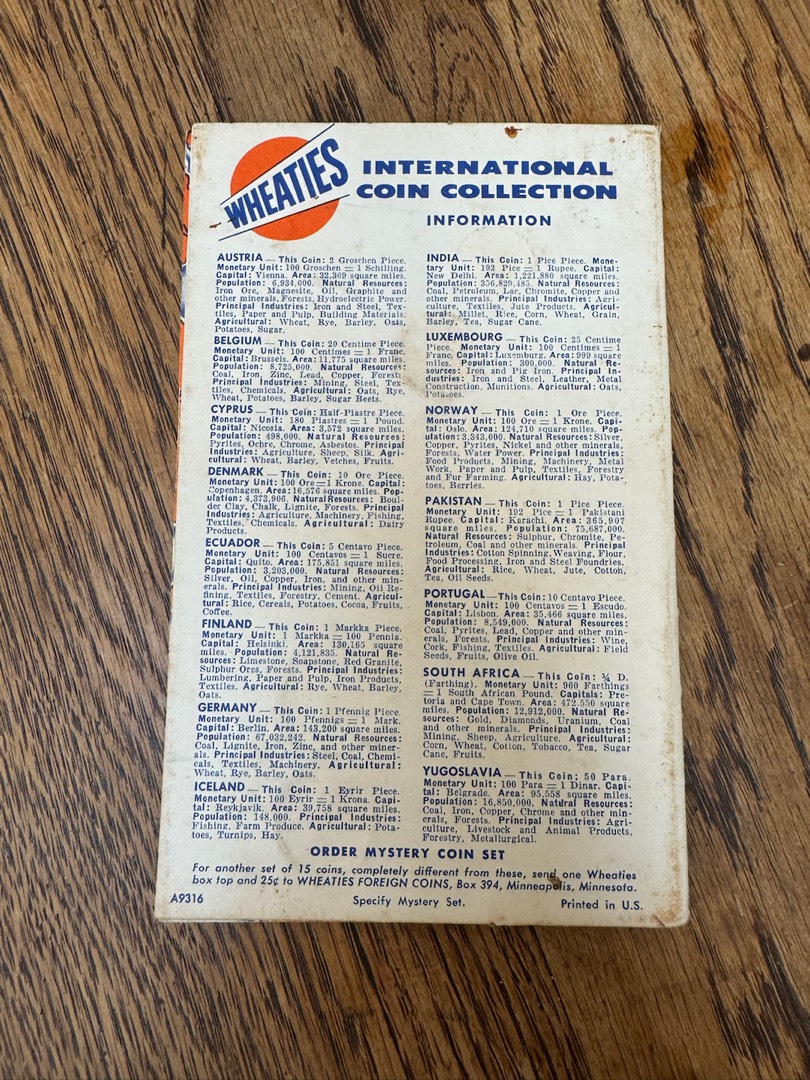 WHEATIES
INTERNATIONAL
COIN COLLECTION
INFORMATION
AUSTRIA — This Coin: 2 Groschen Piece.
Monetary Unit: 100 Groschen = 1 Schilling.
Capital: Vienna. Area: 32,369 square miles.
Population: 6,934,000. Natural Resources:
Iron Ore, Magnesite, Oil, Graphite and
other minerals, Forests, Hydroelectric Power.
Principal Industries: Iron and Steel, Tex-
tiles, Paper and Pulp, Building Materials.
Agricultural: Wheat, Rye, Barley, Oats,
Potatoes, Sugar.
BELGIUM — This Coin: 20 Centime Piece.
Monetary Unit: 100 Centimes = 1 Franc.
Capital: Brussels. Area: 11,775 square miles.
Population: 8,725,000. Natural Resources:
Coal, Iron, Zinc, Lead, Copper, Forest.
Principal Industries: Mining, Steel, Tex-
tiles, Chemicals. Agricultural: Oats, Rye,
Wheat, Potatoes, Barley, Sugar Beets.
CYPRUS — This Coin: Half-Piastre Piece.
Monetary Unit: 180 Piastres = 1 Pound.
Capital: Nicosia. Area: 3,572 square miles.
Population: 498,000. Natural Resources:
Pyrites, Ochre, Chrome, Asbestos. Principal
Industries: Agriculture, Sheep, Silk. Agri-
cultural: Wheat, Barley, Vetches, Fruits.
DENMARK — This Coin: 10 Ore Piece.
Monetary Unit: 100 Ore = 1 Krone. Capital:
Copenhagen. Area: 16,576 square miles. Pop-
ulation: 4,373,906. Natural Resources: Boul-
der Clay, Chalk, Lignite, Forests. Principal
Industries: Agriculture, Machinery, Fishing,
Textiles, Chemicals. Agricultural: Dairy
Products.
ECUADOR — This Coin: 5 Centavo Piece.
Monetary Unit: 100 Centavos = 1 Sucre.
Capital: Quito. Area: 175,851 square miles.
Population: 3,203,000. Natural Resources:
Silver, Oil, Copper, Iron, and other min-
erals. Principal Industries: Mining, Oil Re-
fining, Textiles, Forestry, Cement. Agricul-
tural: Rice, Cereals, Potatoes, Cocoa, Fruits,
Coffee.
FINLAND — This Coin: 1 Markka Piece.
Monetary Unit: 1 Markka = 100 Pennia.
Capital: Helsinki. Area: 130,165 square
miles. Population: 4,121,835. Natural Re-
sources: Limestone, Soapstone, Red Granite,
Sulphur Ores, Forests. Principal Industries:
Lumbering, Paper and Pulp, Iron Products,
Textiles. Agricultural: Rye, Wheat, Barley,
Oats.
GERMANY — This Coin: 1 Pfennig Piece.
Monetary Unit: 100 Pfennigs = 1 Mark.
Capital: Berlin. Area: 143,200 square miles.
Population: 67,032,242. Natural Resources:
Coal, Lignite, Iron, Zinc, and other miner-
als. Principal Industries: Steel, Coal, Chemi-
cals, Textiles, Machinery. Agricultural:
Wheat, Rye, Barley, Oats.
ICELAND — This Coin: 1 Eyrir Piece.
Monetary Unit: 100 Eyrir = 1 Krona. Capi-
tal: Reykjavik. Area: 39,758 square miles.
Population: 148,000. Principal Industries:
Fishing, Farm Produce. Agricultural: Pota-
toes, Turnips, Hay.
INDIA — This Coin: 1 Pice Piece. Mone-
tary Unit: 192 Pice = 1 Rupee. Capital:
New Delhi. Area: 1,221,880 square miles.
Population: 356,829,485. Natural Resources:
Coal, Petroleum, Lac, Chromite, Copper and
other minerals. Principal Industries: Agri-
culture, Textiles, Jute Products. Agricul-
tural: Millet, Rice, Corn, Wheat, Grain,
Barley, Tea, Sugar Cane.
LUXEMBOURG — This Coin: 25 Centime
Piece. Monetary Unit: 100 Centimes = 1
Franc. Capital: Luxemburg. Area: 999 square
miles. Population: 300,000. Natural Re-
sources: Iron and Pig Iron. Principal In-
dustries: Iron and Steel, Leather, Metal
Construction, Munitions. Agricultural: Oats,
Potatoes.
NORWAY — This Coin: 1 Ore Piece.
Monetary Unit: 100 Ore = 1 Krone. Capi-
tal: Oslo. Area: 124,710 square miles. Pop-
ulation: 3,343,000. Natural Resources: Silver,
Copper, Pyrites, Nickel and other minerals,
Forests, Water Power. Principal Industries:
Food Products, Mining, Machinery, Metal
Work, Paper and Pulp, Textiles, Forestry
and Fur Farming. Agricultural: Hay, Pota-
toes, Berries.
PAKISTAN — This Coin: 1 Pice Piece.
Monetary Unit: 192 Pice = 1 Pakistani
Rupee. Capital: Karachi. Area: 365,907
square miles. Population: 75,687,000.
Natural Resources: Sulphur, Chromite, Pe-
troleum, Coal and other minerals. Principal
Industries: Cotton Spinning, Weaving, Flour,
Food Processing, Iron and Steel Foundries.
Agricultural: Rice, Wheat, Jute, Cotton,
Tea, Oil Seeds.
PORTUGAL — This Coin: 10 Centavo Piece.
Monetary Unit: 100 Centavos = 1 Escudo.
Capital: Lisbon. Area: 35,466 square miles.
Population: 8,549,000. Natural Resources:
Coal, Pyrites, Lead, Copper and other min-
erals, Forests. Principal Industries: Wine,
Cork, Fishing, Textiles. Agricultural: Field
Seeds, Fruits, Olive Oil.
SOUTH AFRICA — This Coin: ¼ D.
(Farthing). Monetary Unit: 960 Farthings
= 1 South African Pound. Capitals: Pre-
toria and Cape Town. Area: 472,550 square
miles. Population: 12,912,000. Natural Re-
sources: Gold, Diamonds, Uranium, Coal
and other minerals. Principal Industries:
Mining, Sheep, Agriculture. Agricultural:
Corn, Wheat, Cotton, Tobacco, Tea, Sugar
Cane, Fruits.
YUGOSLAVIA — This Coin: 50 Para.
Monetary Unit: 100 Para = 1 Dinar. Capi-
tal: Belgrade. Area: 95,558 square miles.
Population: 16,850,000. Natural Resources:
Coal, Iron, Copper, Chrome and other min-
erals, Forests. Principal Industries: Agri-
culture, Livestock and Animal Products,
Forestry, Metallurgical.
ORDER MYSTERY COIN SET
For another set of 15 coins, completely different from these, send one Wheaties
box top and 25¢ to WHEATIES FOREIGN COINS, Box 394, Minneapolis, Minnesota.
A9316 Specify Mystery Set. Printed in U.S.